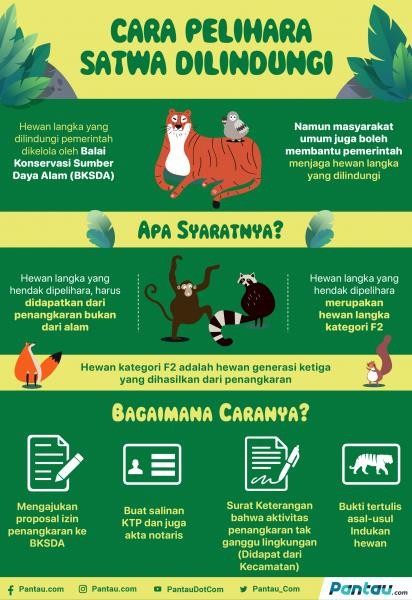 CARA PELIHARA
SATWA DILINDUNGI
Hewan langka yang
dilindungi pemerintah
dikelola oleh Balai
Konservasi Sumber
Daya Alam (BKSDA)
Namun masyarakat
umum juga boleh
membantu pemerintah
menjaga hewan langka
yang dilindungi
APA SYARATNYA?
Hewan langka yang
hendak dipelihara, harus
didapatkan dari
penangkaran bukan
dari alam
Hewan langka yang
hendak dipelihara
merupakan
hewan langka
kategori F2
Hewan kategori F2 adalah hewan generasi ketiga
yang dihasilkan dari penangkaran
BAGAIMANA CARANYA?
Mengajukan
proposal izin
penangkaran ke
BKSDA
Buat salinan
KTP dan juga
akta notaris
Surat Keterangan
bahwa aktivitas
penangkaran tak
ganggu lingkungan
(Didapat dari
Kecamatan)
Bukti tertulis
asal-usul
Indukan
hewan
Pantau.com
Pantau.com
PantauDotCom
Pantau_Com
Pantau.com